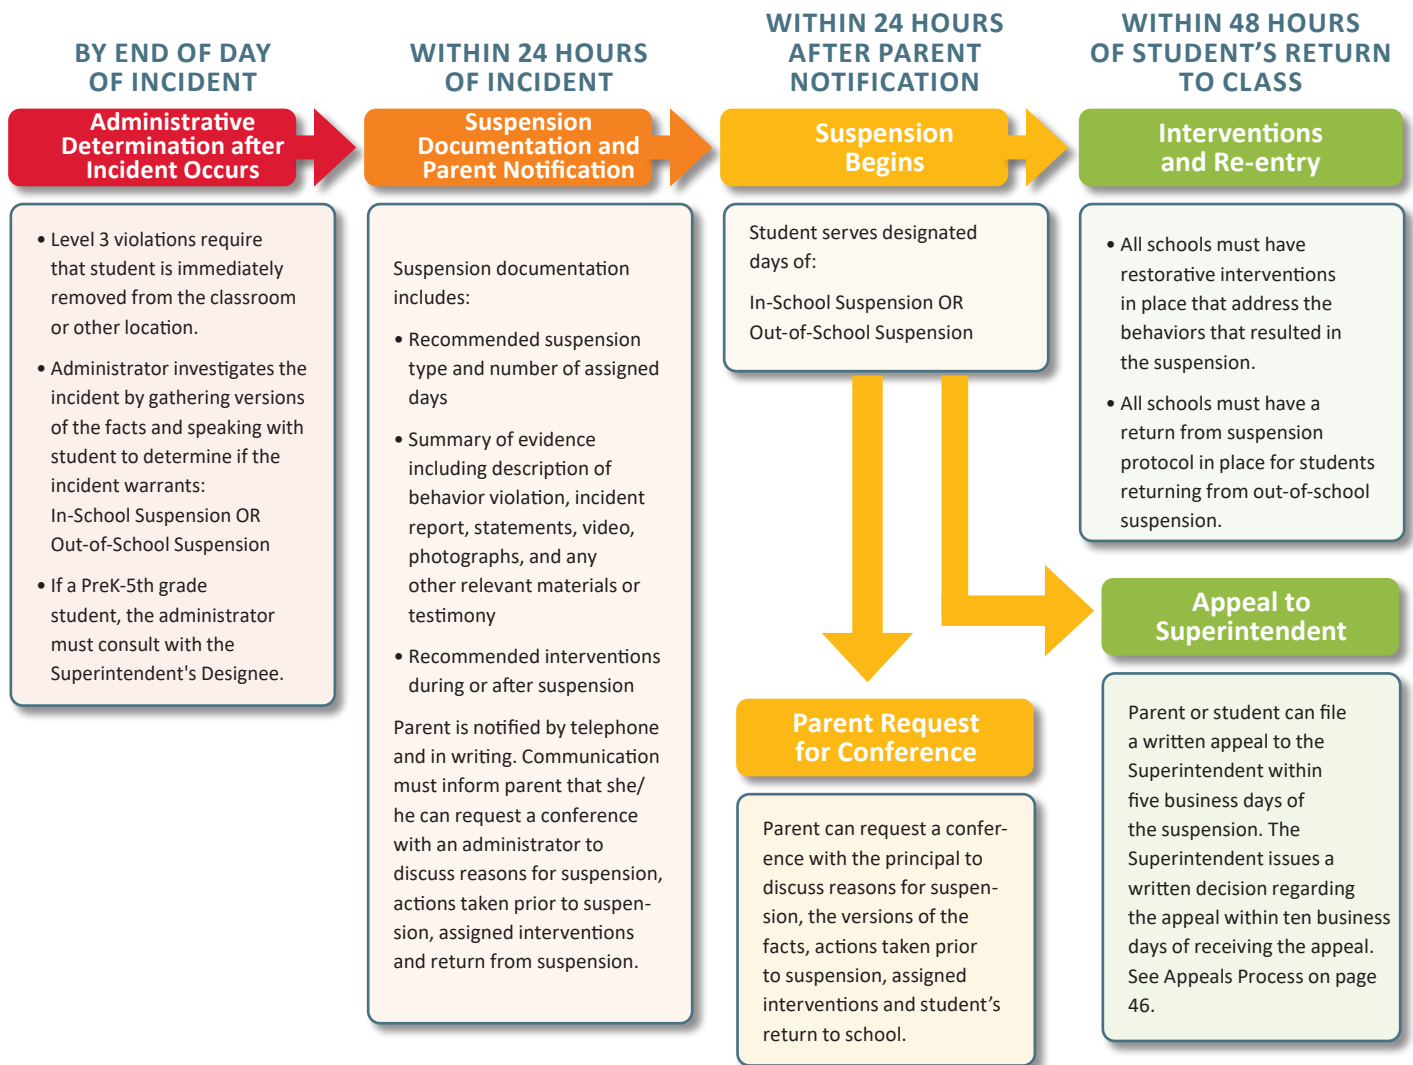 BY END OF DAY
OF INCIDENT
Administrative
Determination after
Incident Occurs
• Level 3 violations require
that student is immediately
removed from the classroom
or other location.
• Administrator investigates the
incident by gathering versions
of the facts and speaking with
student to determine if the
incident warrants:
In-School Suspension OR
Out-of-School Suspension
• If a PreK-5th grade
student, the administrator
must consult with the
Superintendent's Designee.
WITHIN 24 HOURS
OF INCIDENT
Suspension
Documentation and
Parent Notification
Suspension documentation
includes:
• Recommended suspension
type and number of assigned
days
• Summary of evidence
including description of
behavior violation, incident
report, statements, video,
photographs, and any
other relevant materials or
testimony
• Recommended interventions
during or after suspension
Parent is notified by telephone
and in writing. Communication
must inform parent that she/
he can request a conference
with an administrator to
discuss reasons for suspension,
actions taken prior to suspen-
sion, assigned interventions
and return from suspension.
WITHIN 24 HOURS
AFTER PARENT
NOTIFICATION
Suspension
Begins
Student serves designated
days of:
In-School Suspension OR
Out-of-School Suspension
Parent Request
for Conference
Parent can request a confer-
ence with the principal to
discuss reasons for suspen-
sion, the versions of the
facts, actions taken prior
to suspension, assigned
interventions and student’s
return to school.
WITHIN 48 HOURS
OF STUDENT’S RETURN
TO CLASS
Interventions
and Re-entry
• All schools must have
restorative interventions
in place that address the
behaviors that resulted in
the suspension.
• All schools must have a
return from suspension
protocol in place for students
returning from out-of-school
suspension.
Appeal to
Superintendent
Parent or student can file
a written appeal to the
Superintendent within
five business days of
the suspension. The
Superintendent issues a
written decision regarding
the appeal within ten business
days of receiving the appeal.
See Appeals Process on page
46.